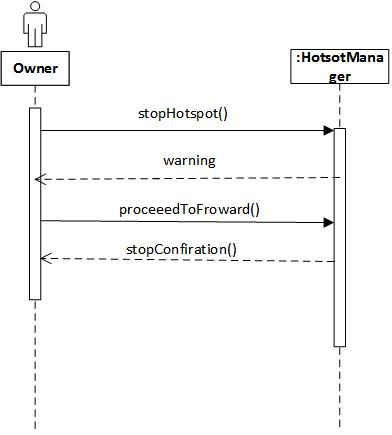 Owner
:HotsotMana
ger
stopHotspot()
warning
proceeedToFroward()
stopConfiration()